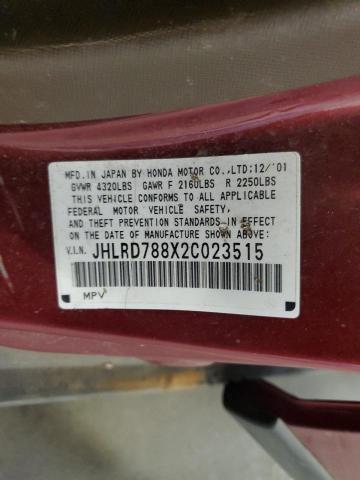 MFD.IN JAPAN BY HONDA MOTOR CO.,LTD:12/'01
GVWR 4320LBS GAWR F 2160LBS R 2250LBS
THIS VEHICLE CONFORMS TO ALL APPLICABLE
FEDERAL MOTOR VEHICLE SAFETY,
AND THEFT PREVENTION STANDARDS IN EFFECT
ON THE DATE OF MANUFACTURE SHOWN ABOVE:
V.I.N. JHLRD788X2C023515
MPV